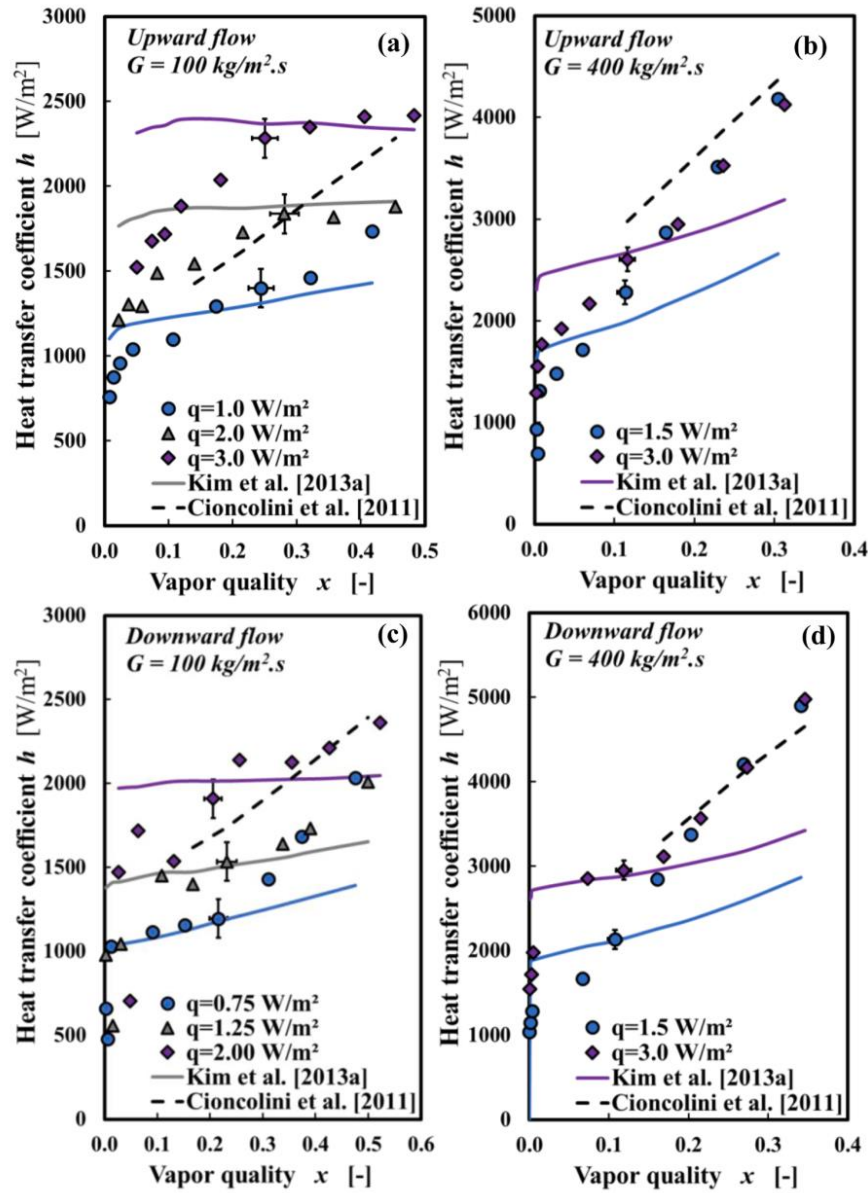 Upward flow
G = 100 kg/m².s
(a)
Heat transfer coefficient h [W/m²]
3000
2500
2000
1500
1000
500
0
q=1.0 W/m²
q=2.0 W/m²
q=3.0 W/m²
Kim et al. [2013a]
Cioncolini et al. [2011]
0.0 0.1 0.2 0.3 0.4 0.5
Vapor quality x [-]
Upward flow
G = 400 kg/m².s
(b)
Heat transfer coefficient h [W/m²]
5000
4000
3000
2000
1000
0
q=1.5 W/m²
q=3.0 W/m²
Kim et al. [2013a]
Cioncolini et al. [2011]
0.0 0.1 0.2 0.3 0.4
Vapor quality x [-]
Downward flow
G = 100 kg/m².s
(c)
Heat transfer coefficient h [W/m²]
3000
2500
2000
1500
1000
500
0
q=0.75 W/m²
q=1.25 W/m²
q=2.00 W/m²
Kim et al. [2013a]
Cioncolini et al. [2011]
0.0 0.1 0.2 0.3 0.4 0.5 0.6
Vapor quality x [-]
Downward flow
G = 400 kg/m².s
(d)
Heat transfer coefficient h [W/m²]
6000
5000
4000
3000
2000
1000
0
q=1.5 W/m²
q=3.0 W/m²
Kim et al. [2013a]
Cioncolini et al. [2011]
0.0 0.1 0.2 0.3 0.4
Vapor quality x [-]